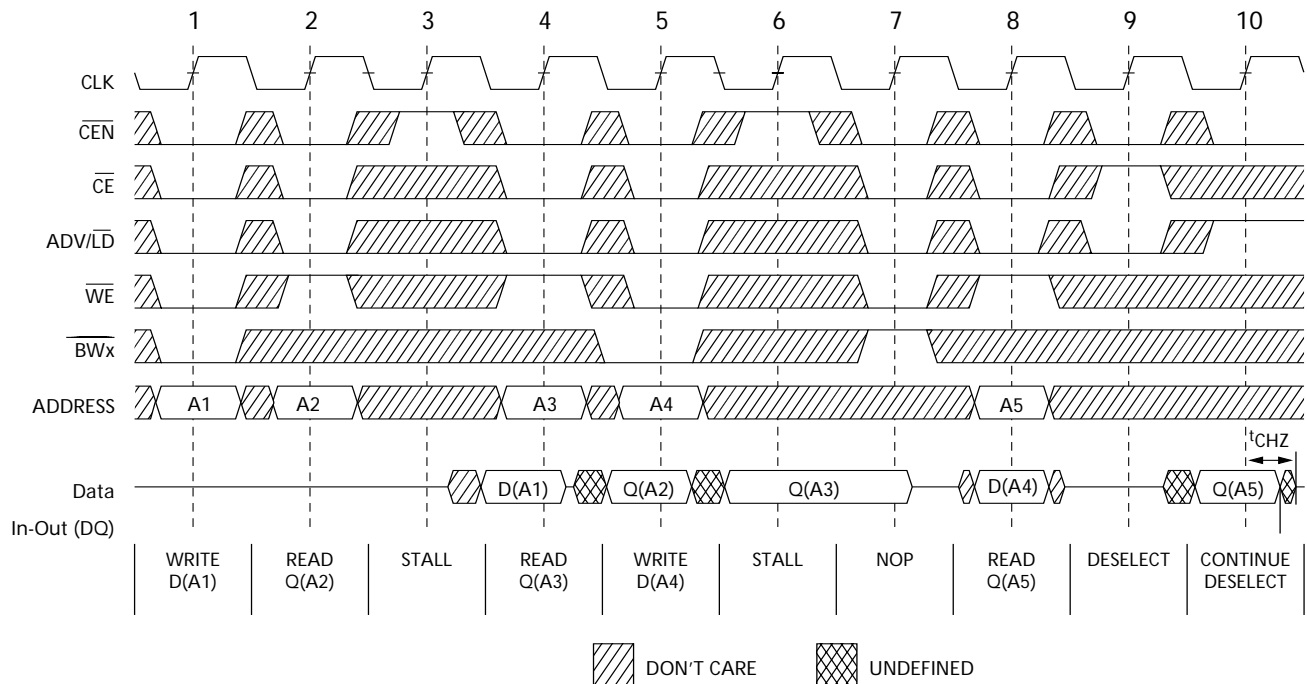 1 2 3 4 5 6 7 8 9 10
CLK
CEN
CE
ADV/LD
WE
BWx
ADDRESS A1 A2 A3 A4 A5
tCHZ
Data D(A1) Q(A2) Q(A3) D(A4) Q(A5)
In-Out (DQ)
WRITE READ STALL READ WRITE STALL NOP READ DESELECT CONTINUE
D(A1) Q(A2) Q(A3) D(A4) Q(A5) DESELECT
DON'T CARE UNDEFINED